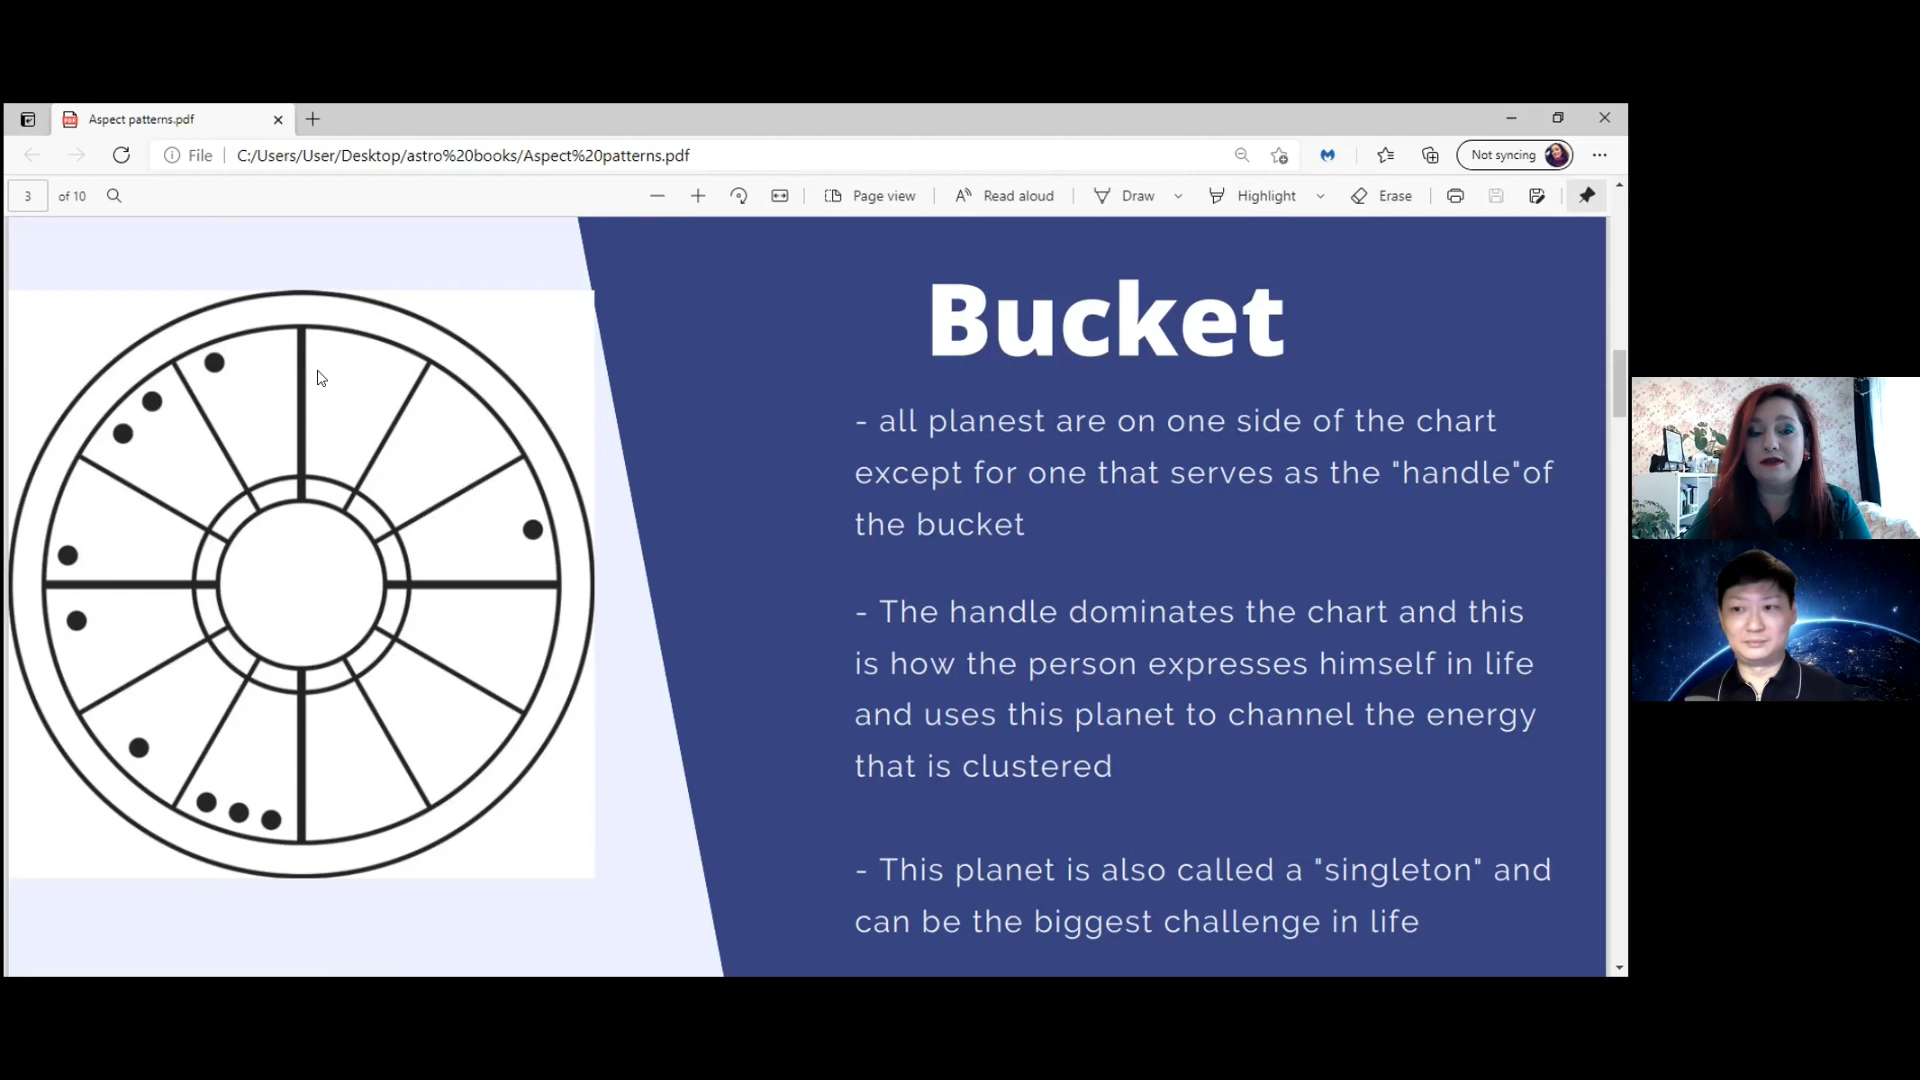 Aspect patterns.pdf
File
C:/Users/User/Desktop/astro%20books/Aspect%20patterns.pdf
Not syncing
3 of 10
Page view
Read aloud
Draw
Highlight
Erase
Bucket
- all planest are on one side of the chart
except for one that serves as the "handle"of
the bucket
- The handle dominates the chart and this
is how the person expresses himself in life
and uses this planet to channel the energy
that is clustered
- This planet is also called a "singleton" and
can be the biggest challenge in life